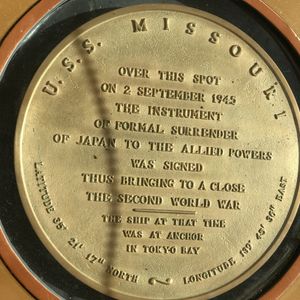 U.S.S. MISSOURI
OVER THIS SPOT
ON 2 SEPTEMBER 1945
THE INSTRUMENT
OF FORMAL SURRENDER
OF JAPAN TO THE ALLIED POWERS
WAS SIGNED
THUS BRINGING TO A CLOSE
THE SECOND WORLD WAR
THE SHIP AT THAT TIME
WAS AT ANCHOR
IN TOKYO BAY
LATITUDE 35° 21' 17" NORTH ~ LONGITUDE 139° 45' 36" EAST